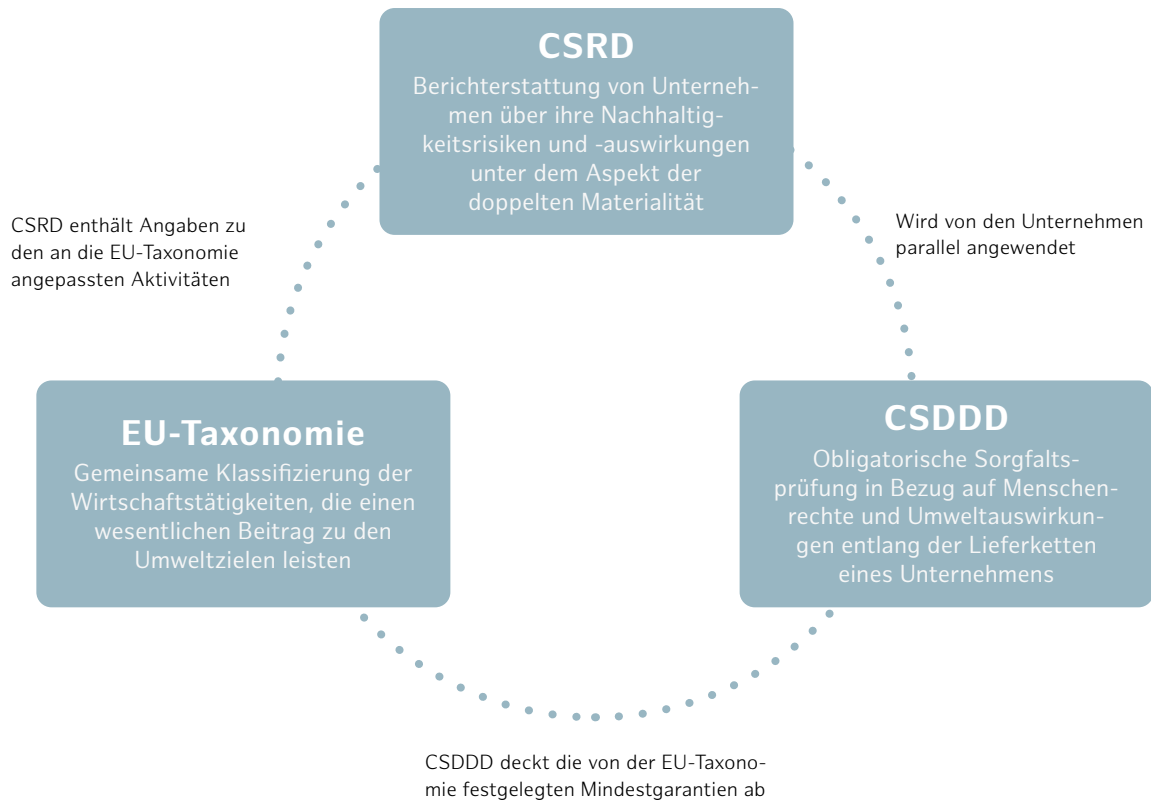 CSRD
Berichterstattung von Unterneh-
men über ihre Nachhaltig-
keitsrisiken und -auswirkungen
unter dem Aspekt der
doppelten Materialität
CSRD enthält Angaben zu
den an die EU-Taxonomie
angepassten Aktivitäten
Wird von den Unternehmen
parallel angewendet
EU-Taxonomie
Gemeinsame Klassifizierung der
Wirtschaftstätigkeiten, die einen
wesentlichen Beitrag zu den
Umweltzielen leisten
CSDDD
Obligatorische Sorgfalts-
prüfung in Bezug auf Menschen-
rechte und Umweltauswirkun-
gen entlang der Lieferketten
eines Unternehmens
CSDDD deckt die von der EU-Taxono-
mie festgelegten Mindestgarantien ab